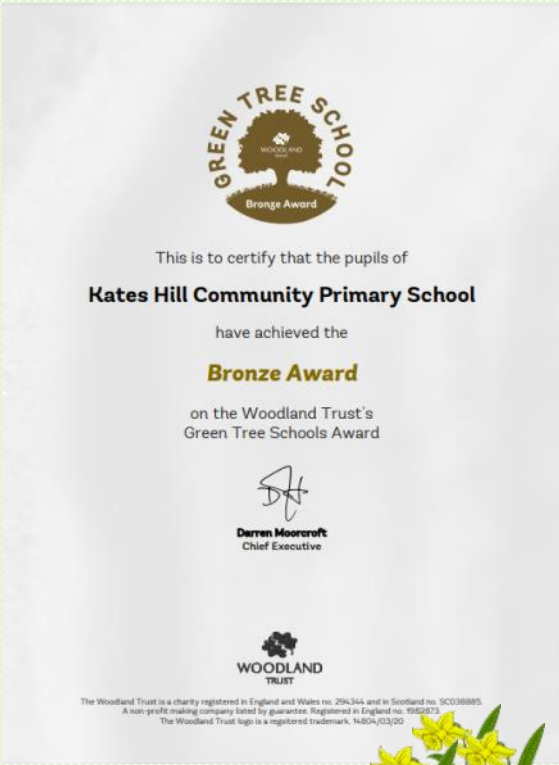 GREEN TREE SCHOOL
WOODLAND
TRUST
Bronze Award
This is to certify that the pupils of
Kates Hill Community Primary School
have achieved the
Bronze Award
on the Woodland Trust's
Green Tree Schools Award
Darren Moorcroft
Chief Executive
WOODLAND
TRUST
The Woodland Trust is a charity registered in England and Wales no. 294344 and in Scotland no. SC038885.
A non-profit making company listed by guarantee. Registered in England no. 1982873.
The Woodland Trust logo is a registered trademark. 14804/03/20